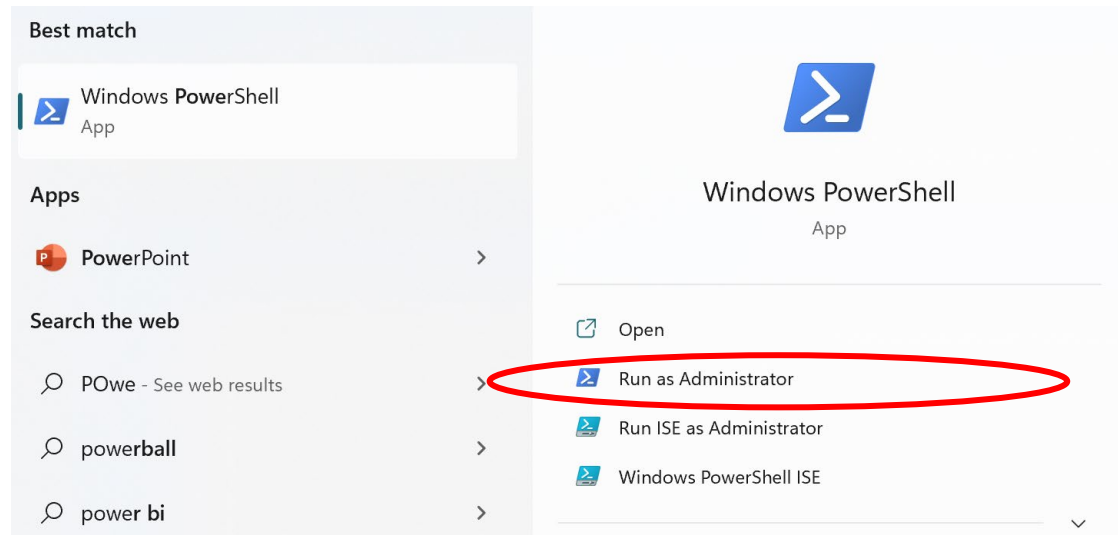 Best match
Windows PowerShell
App
Apps
PowerPoint
Search the web
POwe - See web results
powerball
power bi
Windows PowerShell
App
Open
Run as Administrator
Run ISE as Administrator
Windows PowerShell ISE